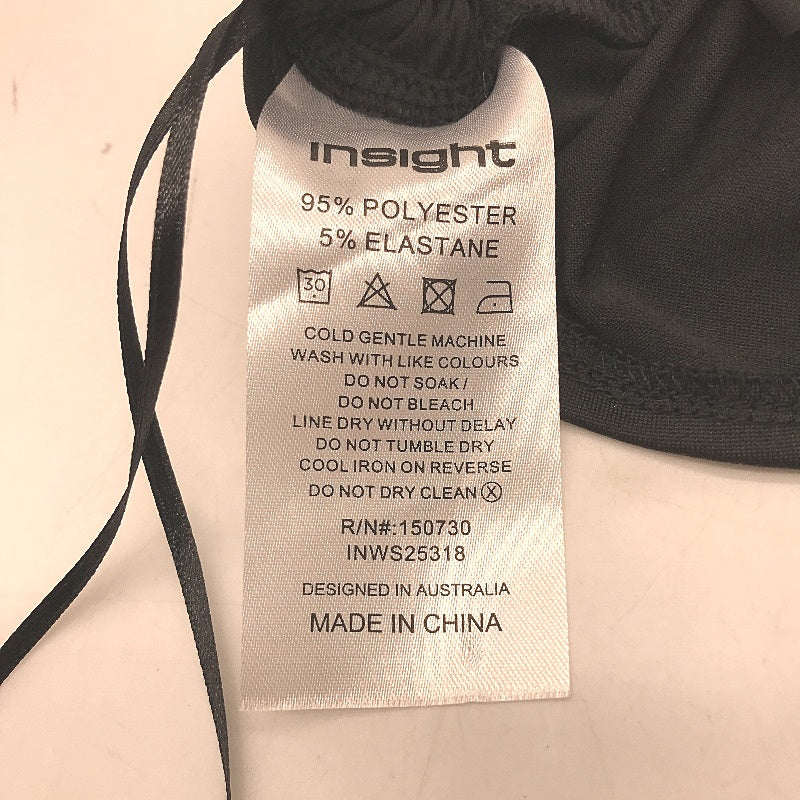 insight
95% POLYESTER
5% ELASTANE
30
COLD GENTLE MACHINE
WASH WITH LIKE COLOURS
DO NOT SOAK/
DO NOT BLEACH
LINE DRY WITHOUT DELAY
DO NOT TUMBLE DRY
COOL IRON ON REVERSE
DO NOT DRY CLEAN Ⓧ
R/N#:150730
INWS25318
DESIGNED IN AUSTRALIA
MADE IN CHINA